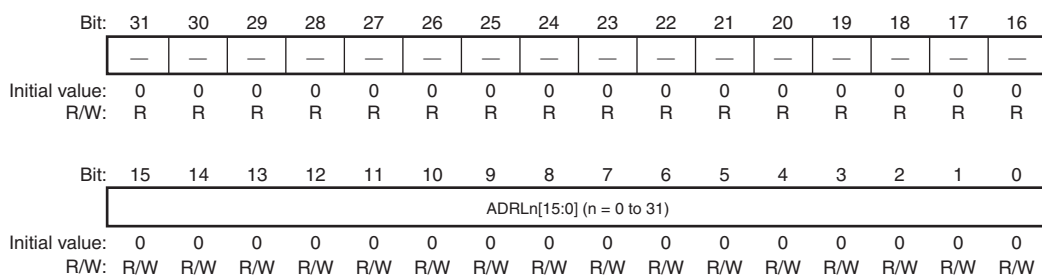 Bit: 31 30 29 28 27 26 25 24 23 22 21 20 19 18 17 16
— — — — — — — — — — — — — — — —
Initial value: 0 0 0 0 0 0 0 0 0 0 0 0 0 0 0 0
R/W: R R R R R R R R R R R R R R R R
Bit: 15 14 13 12 11 10 9 8 7 6 5 4 3 2 1 0
ADRLn[15:0] (n = 0 to 31)
Initial value: 0 0 0 0 0 0 0 0 0 0 0 0 0 0 0 0
R/W: R/W R/W R/W R/W R/W R/W R/W R/W R/W R/W R/W R/W R/W R/W R/W R/W